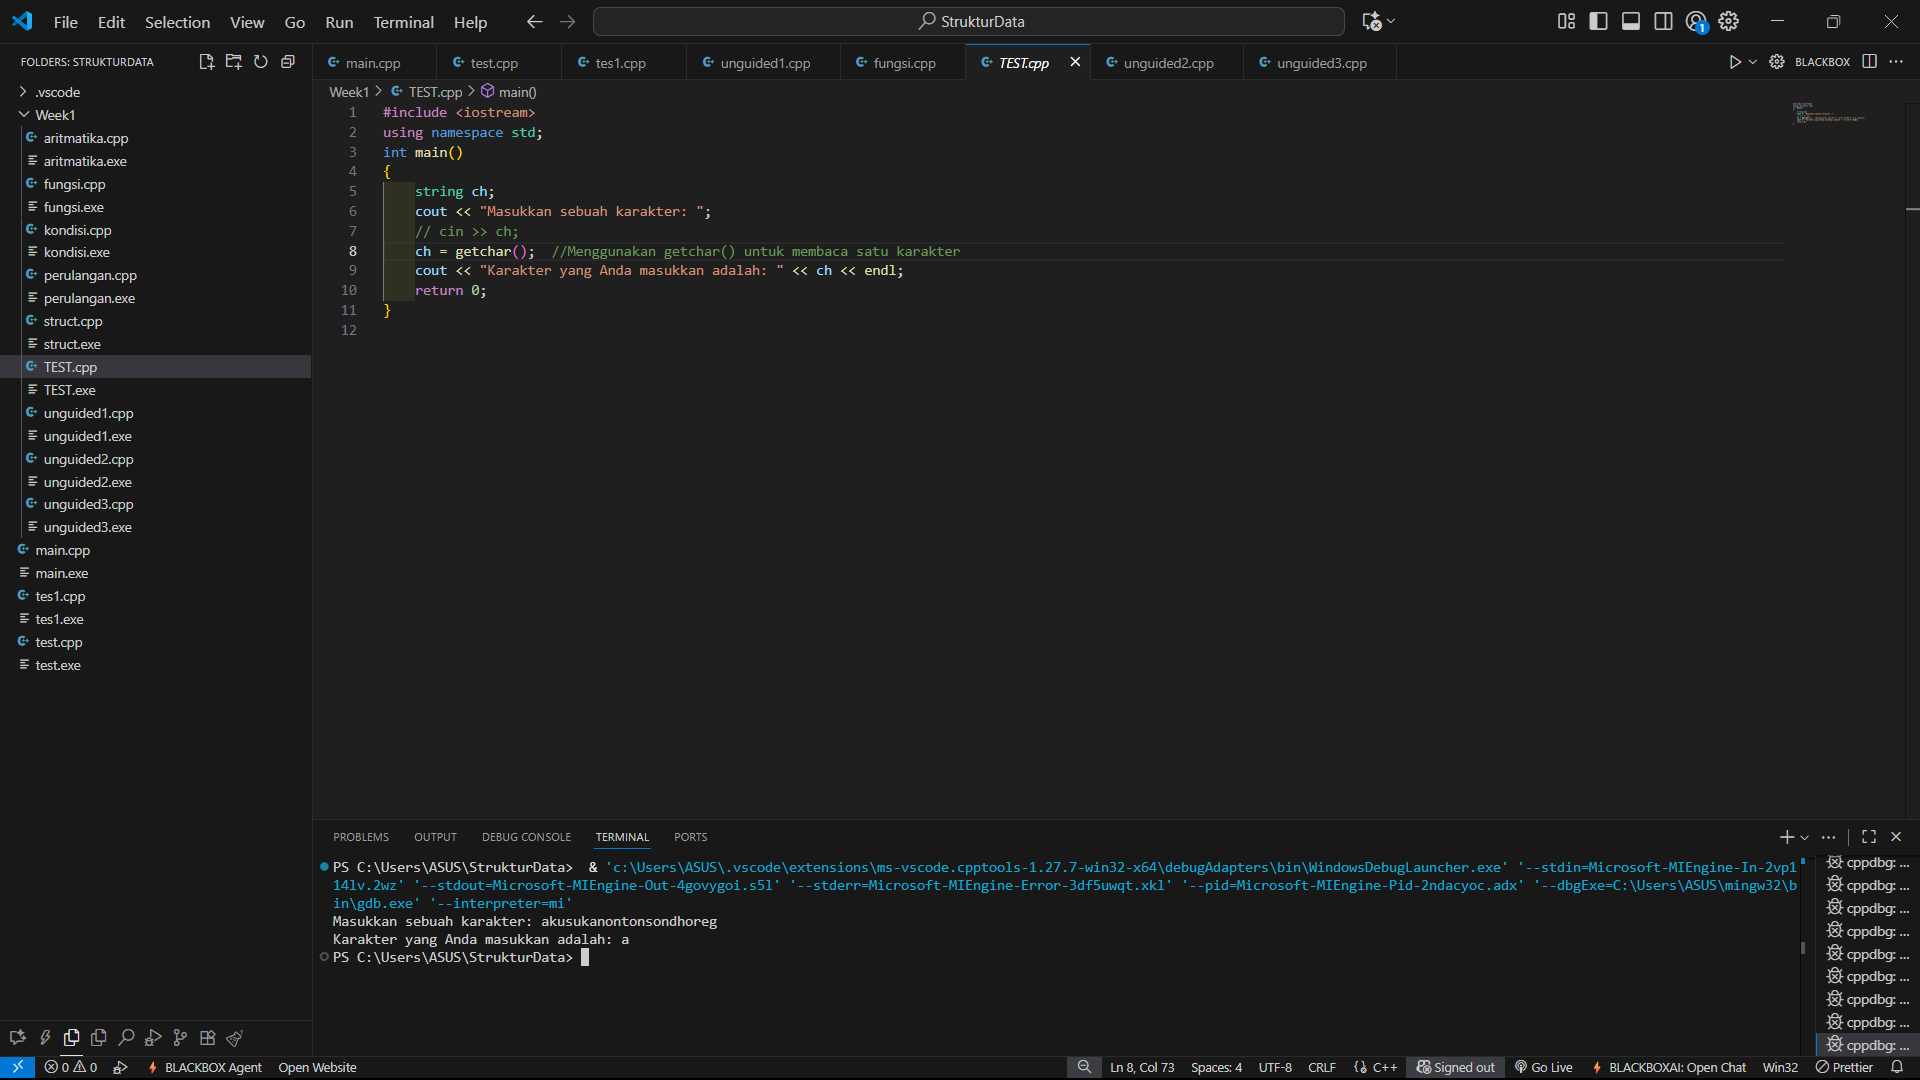 File Edit Selection View Go Run Terminal Help
StrukturData
1
FOLDERS: STRUKTURDATA
.vscode
Week1
aritmatika.cpp
aritmatika.exe
fungsi.cpp
fungsi.exe
kondisi.cpp
kondisi.exe
perulangan.cpp
perulangan.exe
struct.cpp
struct.exe
TEST.cpp
TEST.exe
unguided1.cpp
unguided1.exe
unguided2.cpp
unguided2.exe
unguided3.cpp
unguided3.exe
main.cpp
main.exe
tes1.cpp
tes1.exe
test.cpp
test.exe
main.cpp test.cpp tes1.cpp unguided1.cpp fungsi.cpp TEST.cpp unguided2.cpp unguided3.cpp BLACKBOX
Week1 > TEST.cpp > main()
1 #include <iostream>
2 using namespace std;
3 int main()
4 {
5 string ch;
6 cout << "Masukkan sebuah karakter: ";
7 // cin >> ch;
8 ch = getchar(); //Menggunakan getchar() untuk membaca satu karakter
9 cout << "Karakter yang Anda masukkan adalah: " << ch << endl;
10 return 0;
11 }
12
PROBLEMS OUTPUT DEBUG CONSOLE TERMINAL PORTS
PS C:\Users\ASUS\StrukturData> & 'c:\Users\ASUS\.vscode\extensions\ms-vscode.cpptools-1.27.7-win32-x64\debugAdapters\bin\WindowsDebugLauncher.exe' '--stdin=Microsoft-MIEngine-In-2vp1
14lv.2wz' '--stdout=Microsoft-MIEngine-Out-4govygoi.s5l' '--stderr=Microsoft-MIEngine-Error-3df5uwqt.xkl' '--pid=Microsoft-MIEngine-Pid-2ndacyoc.adx' '--dbgExe=C:\Users\ASUS\mingw32\b
in\gdb.exe' '--interpreter=mi'
Masukkan sebuah karakter: akusukanontonsondhoreg
Karakter yang Anda masukkan adalah: a
PS C:\Users\ASUS\StrukturData>
cppdbg: ...
cppdbg: ...
cppdbg: ...
cppdbg: ...
cppdbg: ...
cppdbg: ...
cppdbg: ...
cppdbg: ...
cppdbg: ...
0 0 BLACKBOX Agent Open Website Ln 8, Col 73 Spaces: 4 UTF-8 CRLF {} C++ Signed out Go Live BLACKBOXAI: Open Chat Win32 Prettier